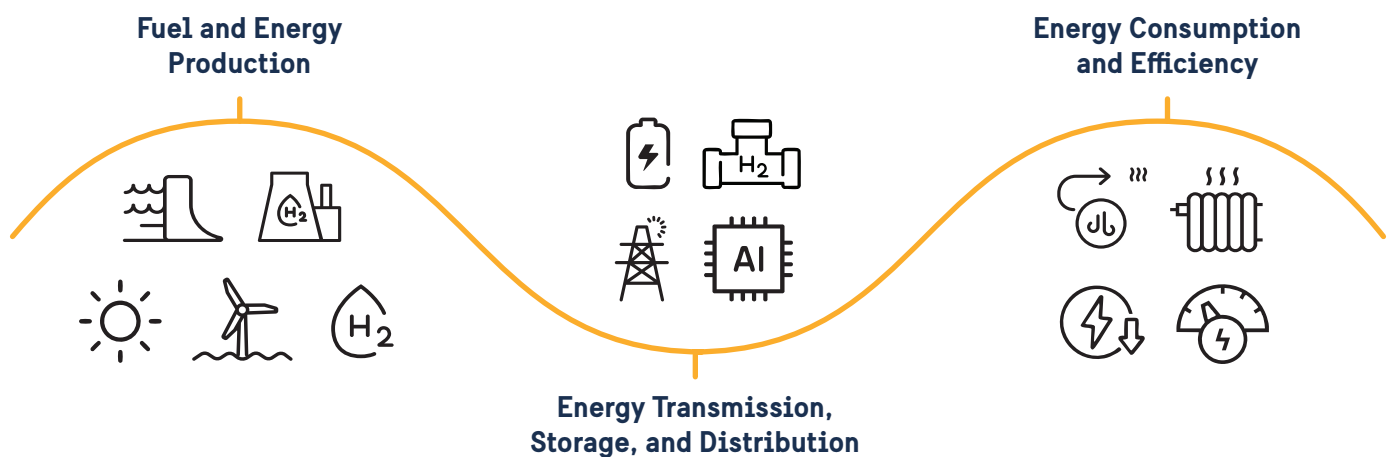 Fuel and Energy
Production
H2
H2
H2
AI
Energy Transmission,
Storage, and Distribution
Energy Consumption
and Efficiency